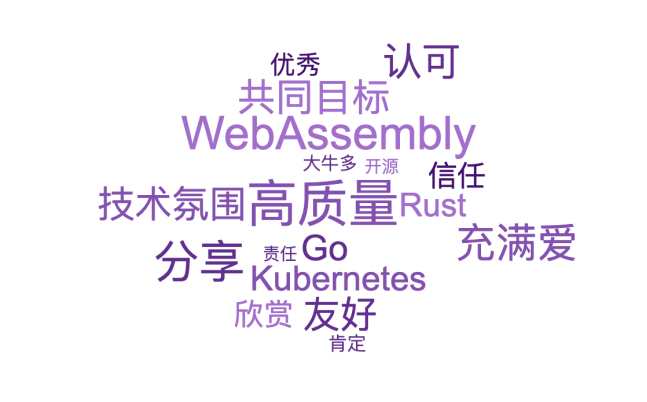 优秀
认可
共同目标
WebAssembly
大牛多
开源
信任
技术氛围
高质量
Rust
充满爱
分享
责任
Go
Kubernetes
欣赏
友好
肯定